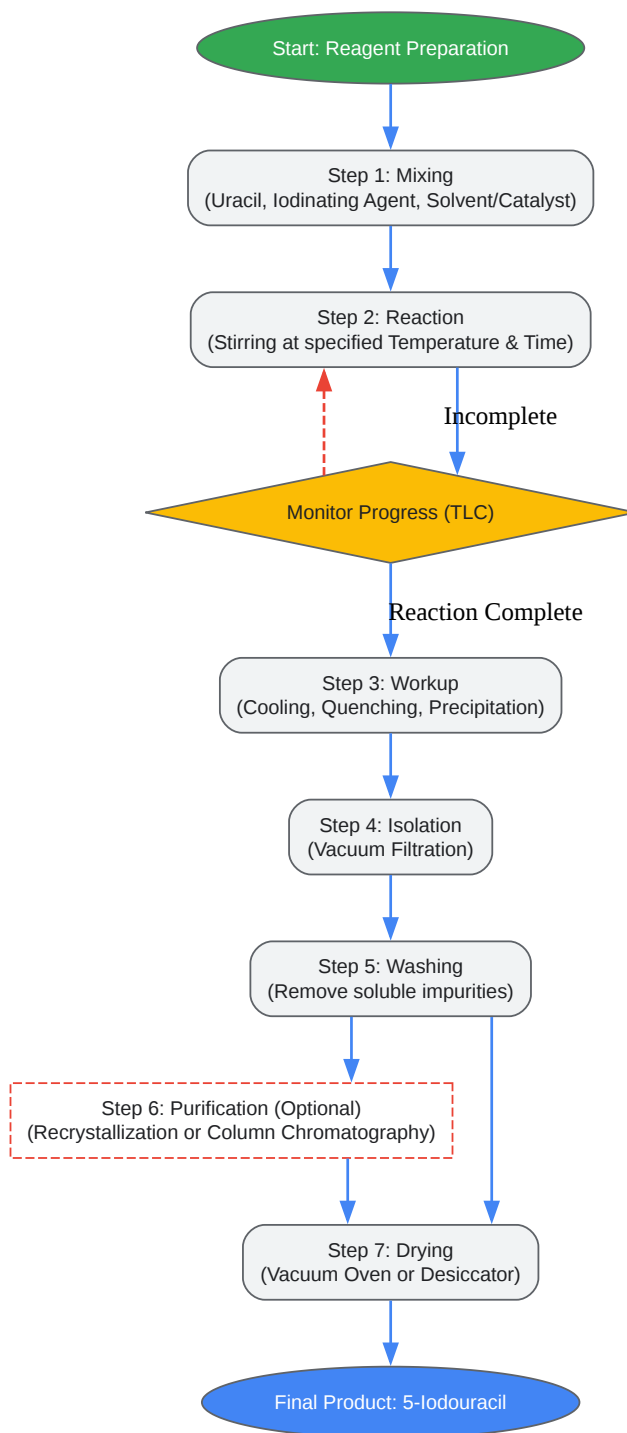 Start: Reagent Preparation
Step 1: Mixing
(Uracil, Iodinating Agent, Solvent/Catalyst)
Step 2: Reaction
(Stirring at specified Temperature & Time)
Incomplete
Monitor Progress (TLC)
Reaction Complete
Step 3: Workup
(Cooling, Quenching, Precipitation)
Step 4: Isolation
(Vacuum Filtration)
Step 5: Washing
(Remove soluble impurities)
Step 6: Purification (Optional)
(Recrystallization or Column Chromatography)
Step 7: Drying
(Vacuum Oven or Desiccator)
Final Product: 5-Iodouracil